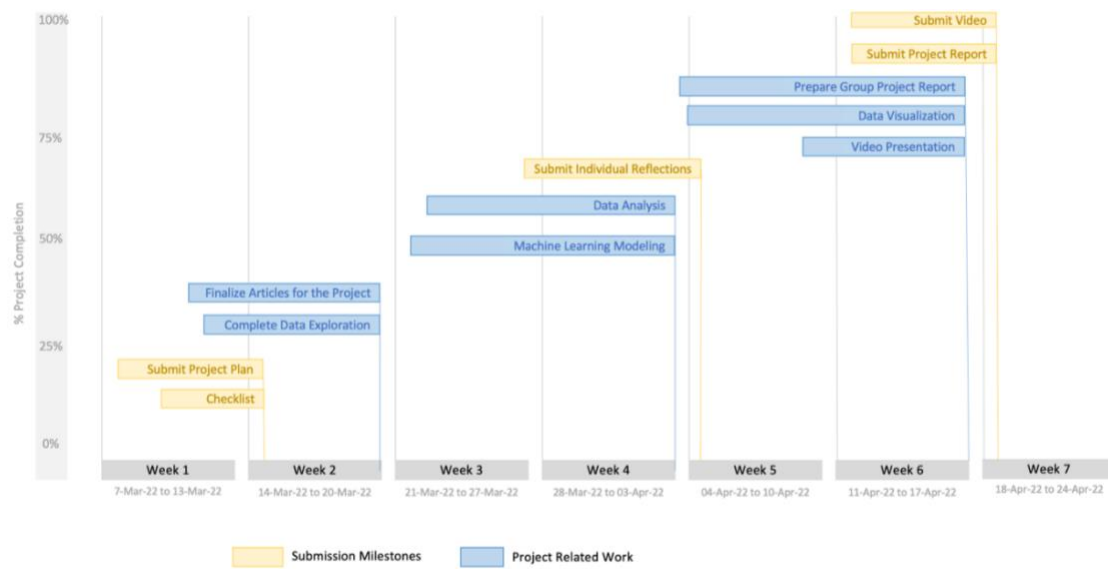 100%
Submit Video
Submit Project Report
Prepare Group Project Report
Data Visualization
75%
Video Presentation
Submit Individual Reflections
Data Analysis
50%
Machine Learning Modeling
% Project Completion
Finalize Articles for the Project
Complete Data Exploration
25%
Submit Project Plan
Checklist
0%
Week 1 Week 2 Week 3 Week 4 Week 5 Week 6 Week 7
7-Mar-22 to 13-Mar-22 14-Mar-22 to 20-Mar-22 21-Mar-22 to 27-Mar-22 28-Mar-22 to 03-Apr-22 04-Apr-22 to 10-Apr-22 11-Apr-22 to 17-Apr-22 18-Apr-22 to 24-Apr-22
Submission Milestones Project Related Work